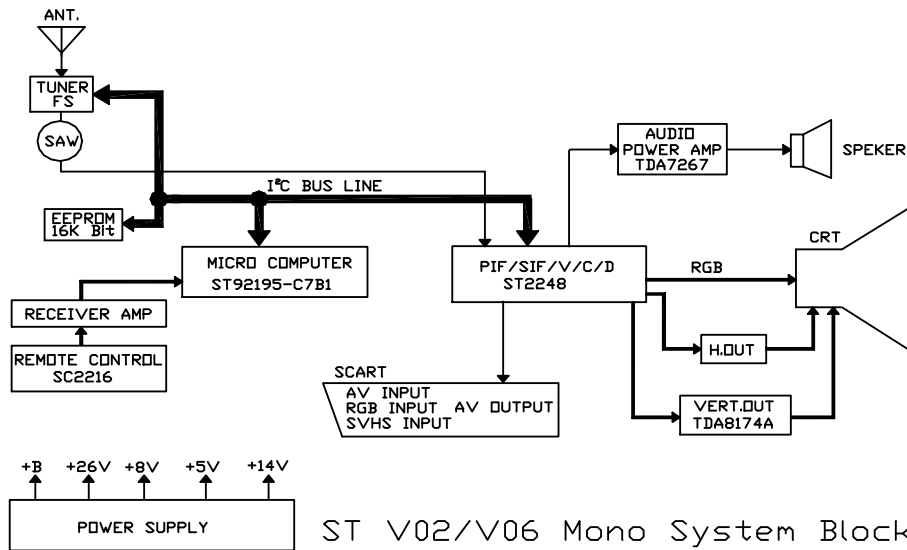 ANT.
TUNER
FS
SAW
I²C BUS LINE
EEPROM
16K Bit
MICRO COMPUTER
ST92195-C7B1
RECEIVER AMP
REMOTE CONTROL
SC2216
PIF/SIF/V/C/D
ST2248
AUDIO
POWER AMP
TDA7267
SPEKER
CRT
RGB
H.OUT
VERT.OUT
TDA8174A
SCART
AV INPUT
RGB INPUT AV OUTPUT
SVHS INPUT
+B +26V +8V +5V +14V
POWER SUPPLY
ST V02/V06 Mono System Block